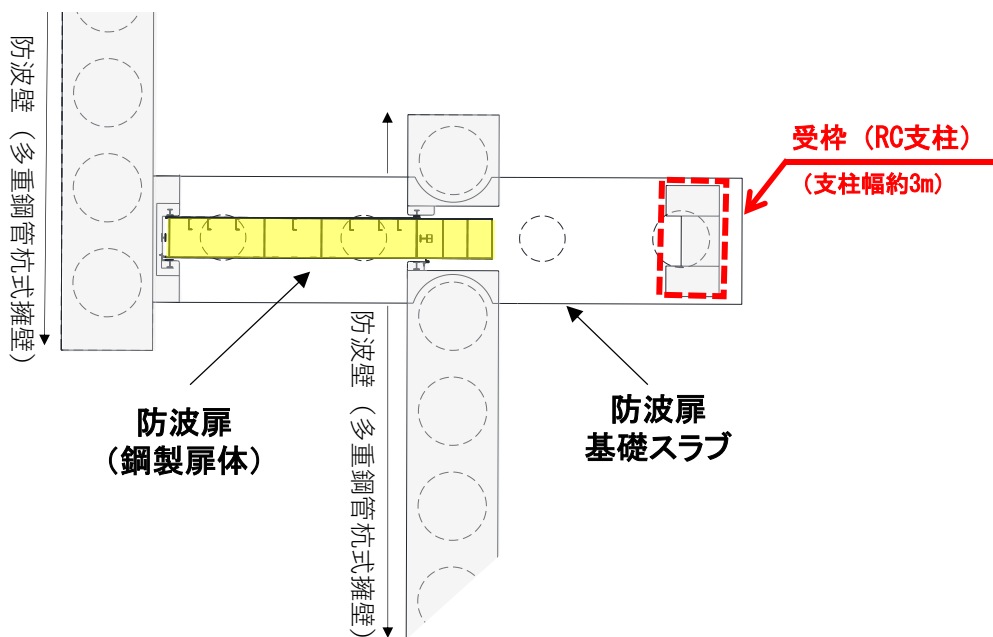 防波壁（多重鋼管杭式擁壁）
受枠（RC支柱）
（支柱幅約3m）
防波扉
（鋼製扉体）
防波壁（多重鋼管杭式擁壁）
防波扉
基礎スラブ